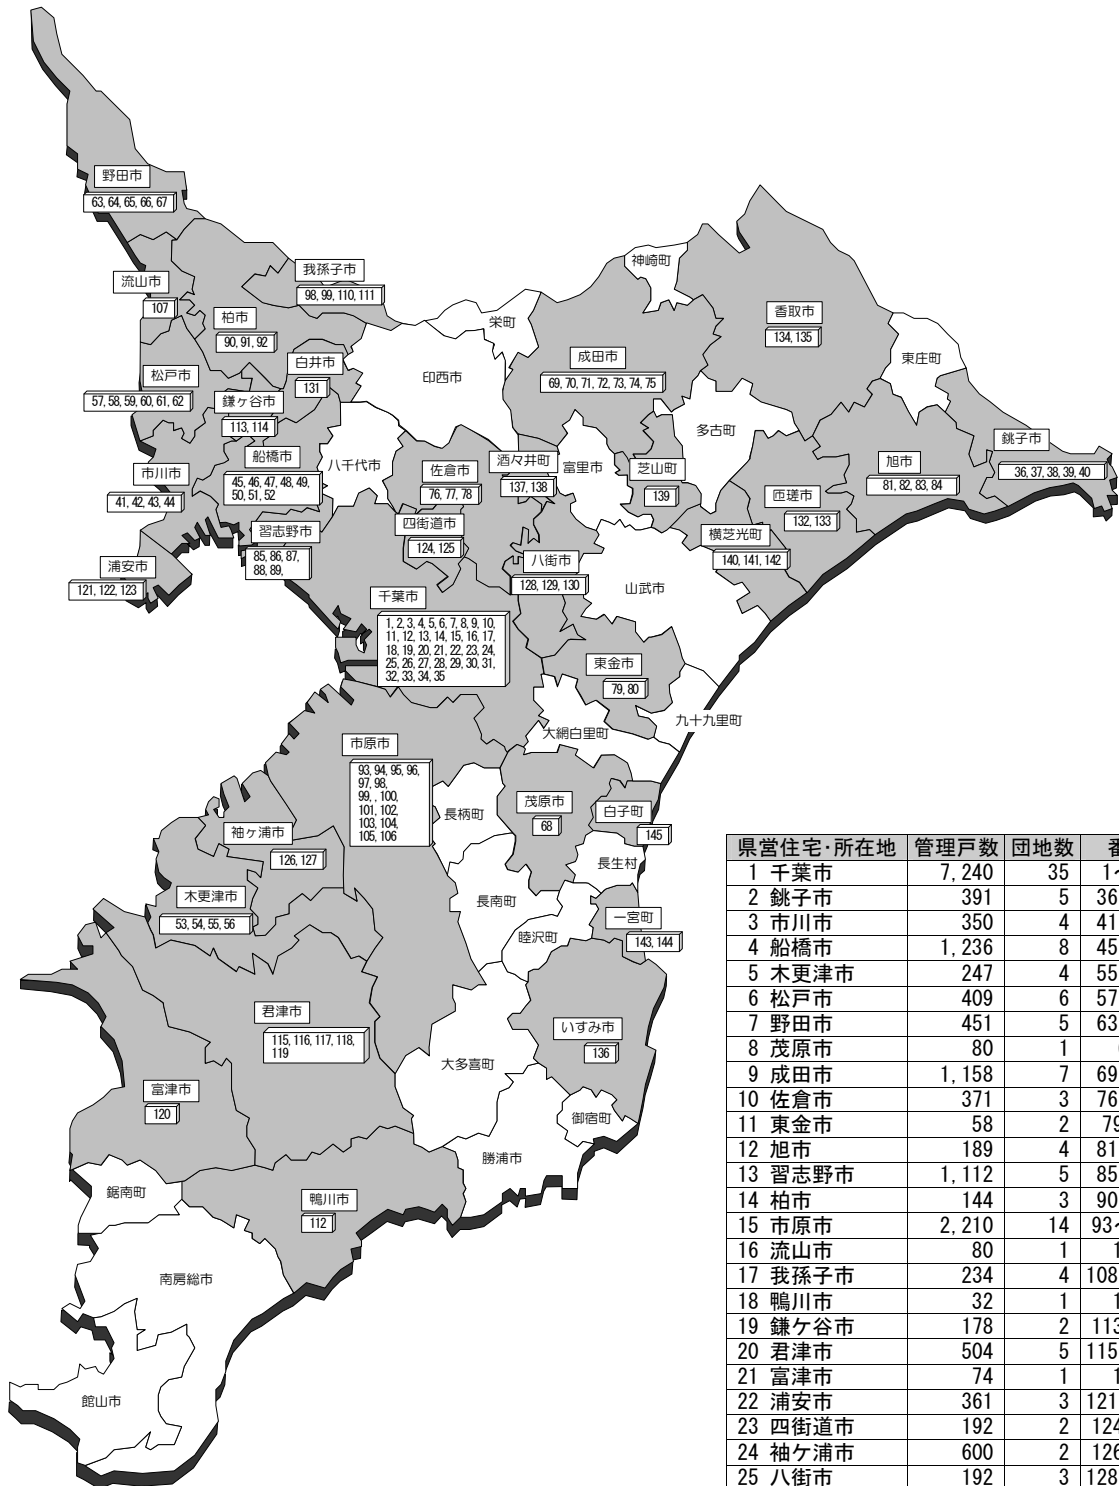 野田市
63, 64, 65, 66, 67
流山市
107
我孫子市
98, 99, 110, 111
柏市
90, 91, 92
松戸市
57, 58, 59, 60, 61, 62
白井市
131
鎌ヶ谷市
113, 114
印西市
栄町
神崎町
成田市
69, 70, 71, 72, 73, 74, 75
香取市
134, 135
東庄町
多古町
銚子市
36, 37, 38, 39, 40
旭市
81, 82, 83, 84
匝瑳市
132, 133
市川市
41, 42, 43, 44
船橋市
45, 46, 47, 48, 49,
50, 51, 52
八千代市
佐倉市
76, 77, 78
酒々井町
137, 138
富里市
芝山町
139
習志野市
85, 86, 87,
88, 89,
四街道市
124, 125
八街市
128, 129, 130
横芝光町
140, 141, 142
浦安市
121, 122, 123
山武市
千葉市
1, 2, 3, 4, 5, 6, 7, 8, 9, 10,
11, 12, 13, 14, 15, 16, 17,
18, 19, 20, 21, 22, 23, 24,
25, 26, 27, 28, 29, 30, 31,
32, 33, 34, 35
東金市
79, 80
九十九里町
大網白里町
市原市
93, 94, 95, 96,
97, 98,
99, , 100,
101, 102,
103, 104,
105, 106
長柄町
茂原市
68
白子町
145
袖ヶ浦市
126, 127
長生村
長南町
木更津市
53, 54, 55, 56
一宮町
143, 144
睦沢町
君津市
115, 116, 117, 118,
119
いすみ市
136
大多喜町
富津市
120
御宿町
勝浦市
鋸南町
鴨川市
112
南房総市
館山市
県営住宅・所在地 管理戸数 団地数
1 千葉市 7,240 35 1
2 銚子市 391 5 36
3 市川市 350 4 41
4 船橋市 1,236 8 45
5 木更津市 247 4 55
6 松戸市 409 6 57
7 野田市 451 5 63
8 茂原市 80 1
9 成田市 1,158 7 69
10 佐倉市 371 3 76
11 東金市 58 2 79
12 旭市 189 4 81
13 習志野市 1,112 5 85
14 柏市 144 3 90
15 市原市 2,210 14 93
16 流山市 80 1 1
17 我孫子市 234 4 108
18 鴨川市 32 1 1
19 鎌ケ谷市 178 2 113
20 君津市 504 5 115
21 富津市 74 1 1
22 浦安市 361 3 121
23 四街道市 192 2 124
24 袖ケ浦市 600 2 126
25 八街市 192 3 128